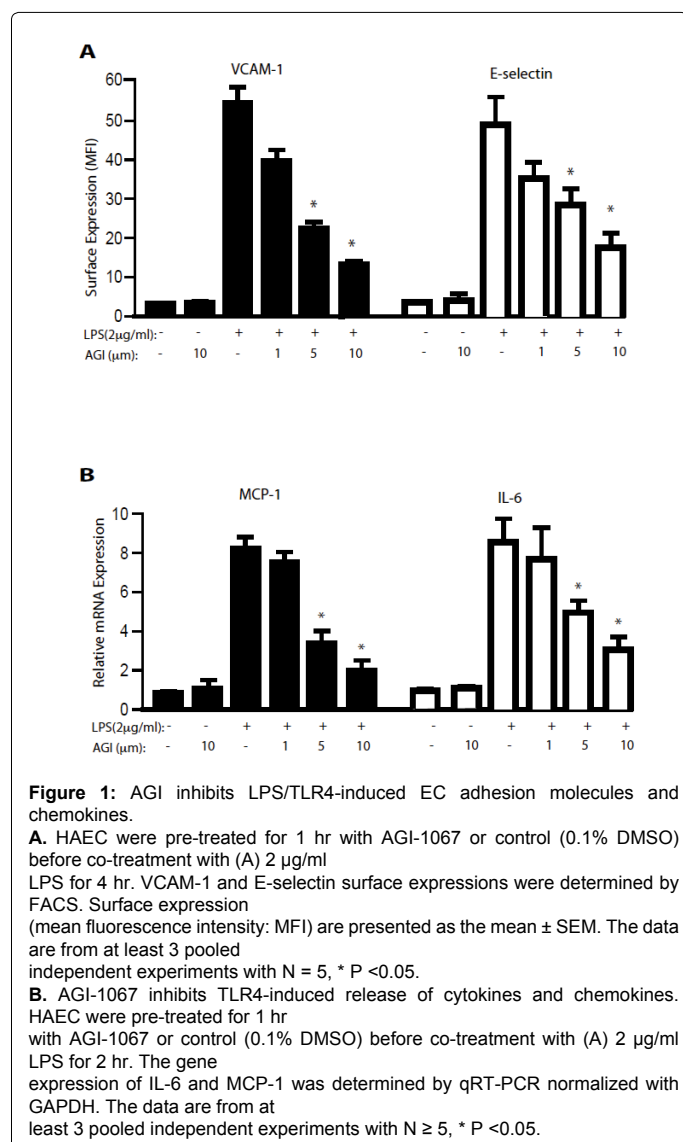 A
VCAM-1 E-selectin
Surface Expression (MFI)
60
50
40
30
20
10
0
* * * *
LPS(2µg/ml): - - + + + + - - + + + +
AGI (µm): - 10 - 1 5 10 - 10 - 1 5 10
B
MCP-1 IL-6
Relative mRNA Expression
10
8
6
4
2
0
* * * *
LPS(2µg/ml): - - + + + + - - + + + +
AGI (µm): - 10 - 1 5 10 - 10 - 1 5 10
Figure 1: AGI inhibits LPS/TLR4-induced EC adhesion molecules and
chemokines.
A. HAEC were pre-treated for 1 hr with AGI-1067 or control (0.1% DMSO)
before co-treatment with (A) 2 µg/ml
LPS for 4 hr. VCAM-1 and E-selectin surface expressions were determined by
FACS. Surface expression
(mean fluorescence intensity: MFI) are presented as the mean ± SEM. The data
are from at least 3 pooled
independent experiments with N = 5, * P <0.05.
B. AGI-1067 inhibits TLR4-induced release of cytokines and chemokines.
HAEC were pre-treated for 1 hr
with AGI-1067 or control (0.1% DMSO) before co-treatment with (A) 2 µg/ml
LPS for 2 hr. The gene
expression of IL-6 and MCP-1 was determined by qRT-PCR normalized with
GAPDH. The data are from at
least 3 pooled independent experiments with N ≥ 5, * P <0.05.